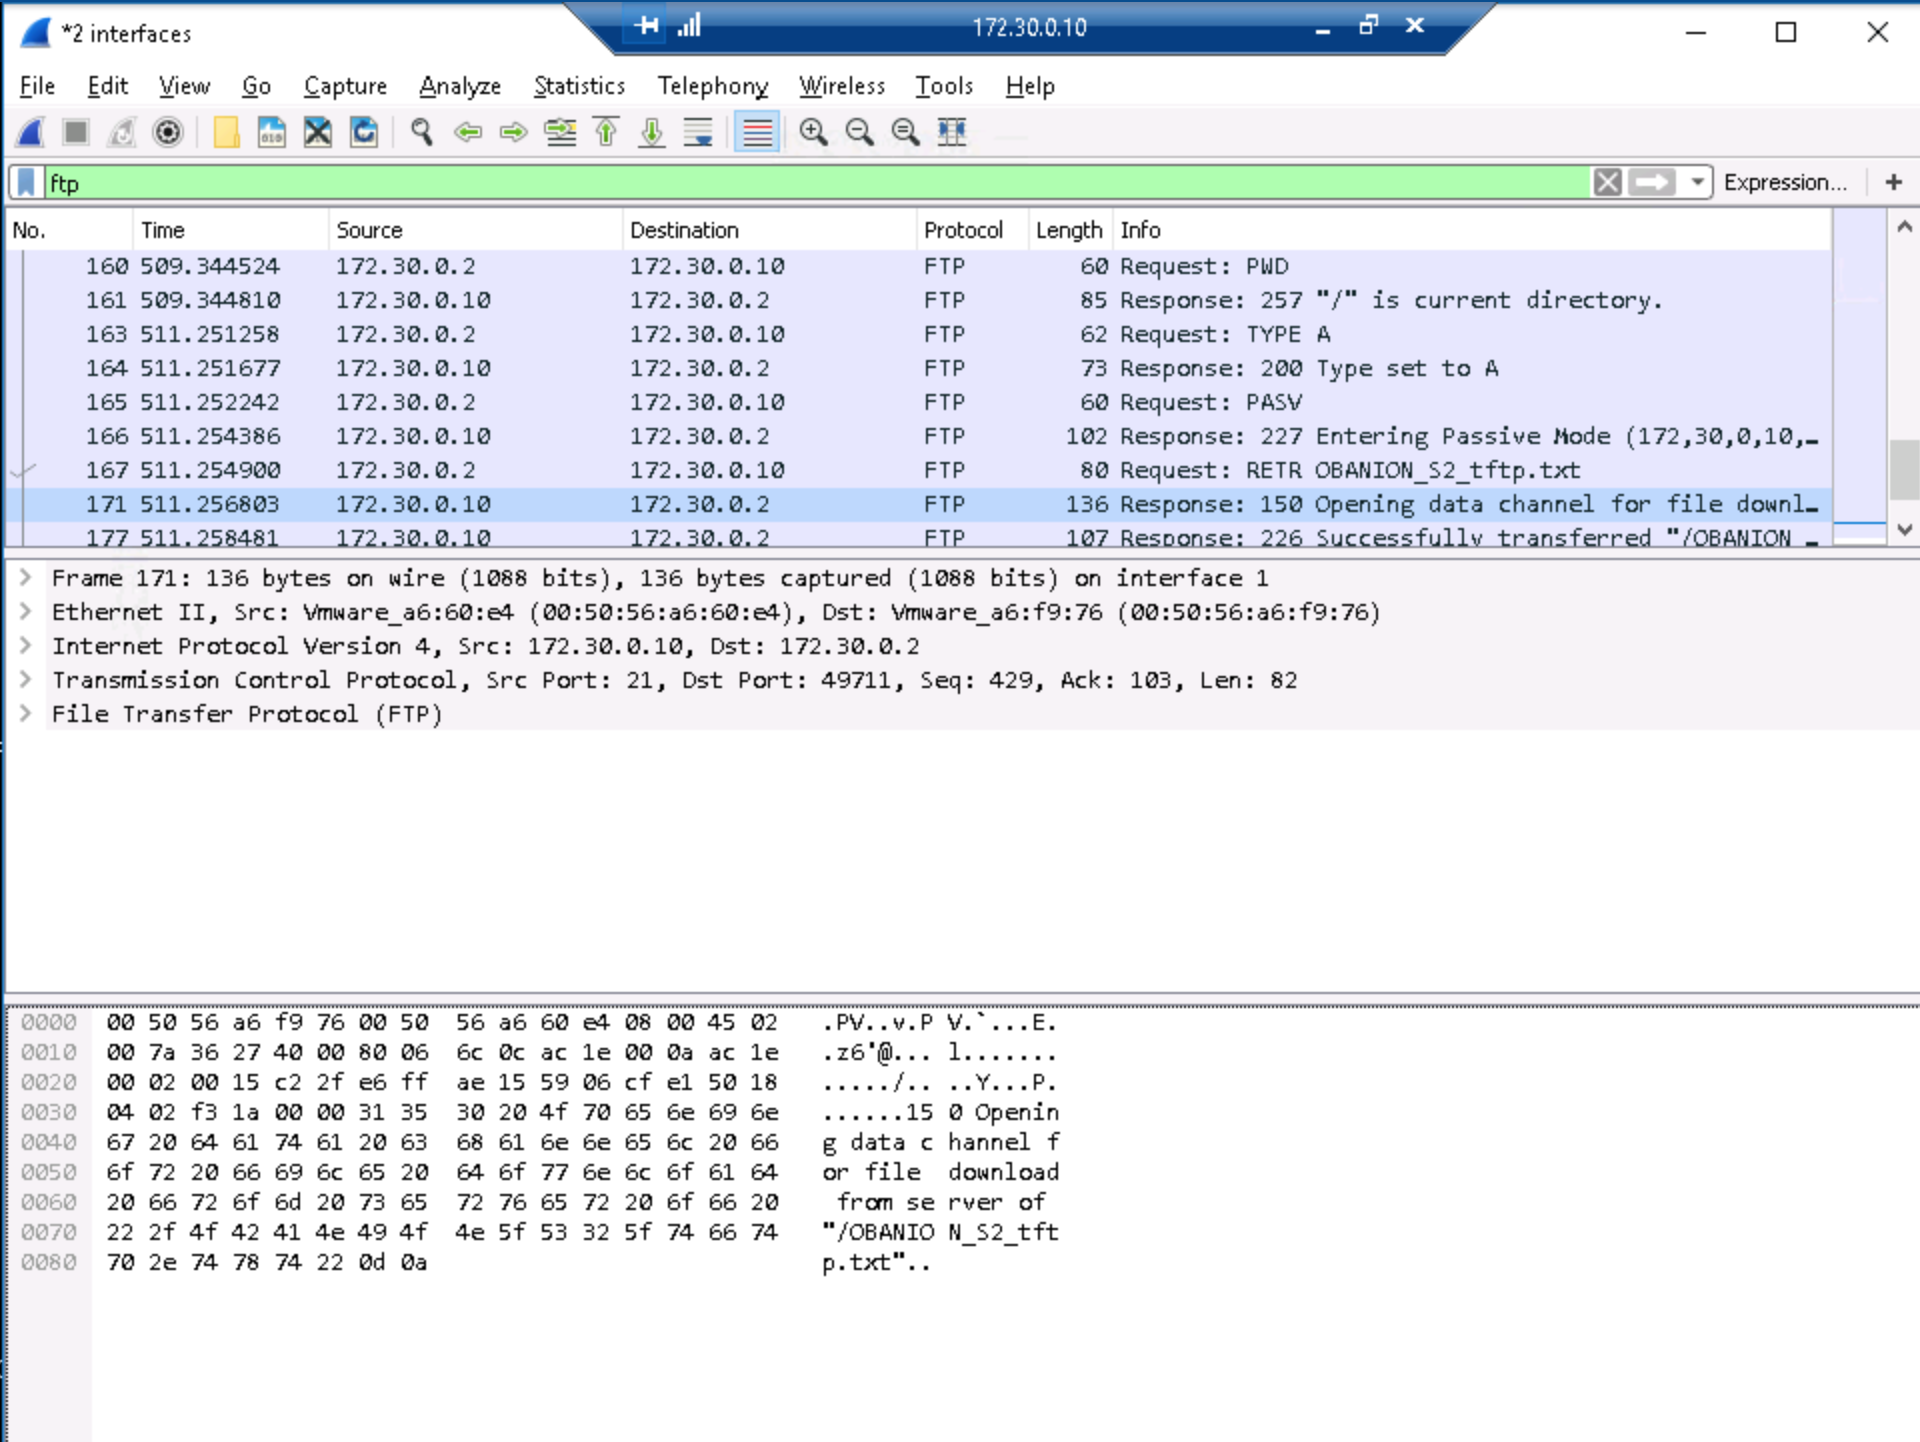 *2 interfaces
172.30.0.10
File Edit View Go Capture Analyze Statistics Telephony Wireless Tools Help
ftp
Expression... +
No. Time Source Destination Protocol Length Info
160 509.344524 172.30.0.2 172.30.0.10 FTP 60 Request: PWD
161 509.344810 172.30.0.10 172.30.0.2 FTP 85 Response: 257 "/" is current directory.
163 511.251258 172.30.0.2 172.30.0.10 FTP 62 Request: TYPE A
164 511.251677 172.30.0.10 172.30.0.2 FTP 73 Response: 200 Type set to A
165 511.252242 172.30.0.2 172.30.0.10 FTP 60 Request: PASV
166 511.254386 172.30.0.10 172.30.0.2 FTP 102 Response: 227 Entering Passive Mode (172,30,0,10,…
167 511.254900 172.30.0.2 172.30.0.10 FTP 80 Request: RETR OBANION_S2_tftp.txt
171 511.256803 172.30.0.10 172.30.0.2 FTP 136 Response: 150 Opening data channel for file downl…
177 511.258481 172.30.0.10 172.30.0.2 FTP 107 Response: 226 Successfully transferred "/OBANION_…
Frame 171: 136 bytes on wire (1088 bits), 136 bytes captured (1088 bits) on interface 1
Ethernet II, Src: Vmware_a6:60:e4 (00:50:56:a6:60:e4), Dst: Vmware_a6:f9:76 (00:50:56:a6:f9:76)
Internet Protocol Version 4, Src: 172.30.0.10, Dst: 172.30.0.2
Transmission Control Protocol, Src Port: 21, Dst Port: 49711, Seq: 429, Ack: 103, Len: 82
File Transfer Protocol (FTP)
0000 00 50 56 a6 f9 76 00 50 56 a6 60 e4 08 00 45 02 .PV..v.P V.`...E.
0010 00 7a 36 27 40 00 80 06 6c 0c ac 1e 00 0a ac 1e .z6'@... l.......
0020 00 02 00 15 c2 2f e6 ff ae 15 59 06 cf e1 50 18 ...../.. ..Y...P.
0030 04 02 f3 1a 00 00 31 35 30 20 4f 70 65 6e 69 6e ......15 0 Openin
0040 67 20 64 61 74 61 20 63 68 61 6e 6e 65 6c 20 66 g data c hannel f
0050 6f 72 20 66 69 6c 65 20 64 6f 77 6e 6c 6f 61 64 or file download
0060 20 66 72 6f 6d 20 73 65 72 76 65 72 20 6f 66 20 from se rver of
0070 22 2f 4f 42 41 4e 49 4f 4e 5f 53 32 5f 74 66 74 "/OBANIO N_S2_tft
0080 70 2e 74 78 74 22 0d 0a p.txt"..